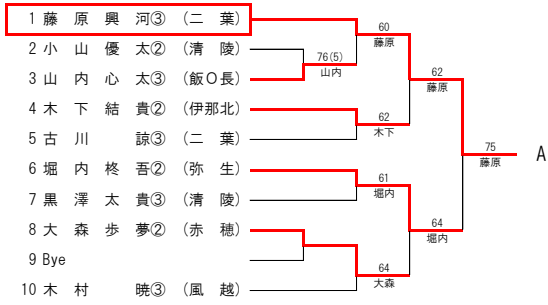 1 藤 原 興 河③ (二 葉)
2 小 山 優 太② (清 陵)
3 山 内 心 太③ (飯O長)
4 木 下 結 貴② (伊那北)
5 古 川 諒③ (二 葉)
6 堀 内 柊 吾② (弥 生)
7 黒 澤 太 貴③ (清 陵)
8 大 森 歩 夢② (赤 穂)
9 Bye
10 木 村 暁③ (風 越)
60
藤原
76(5)
山内
62
木下
61
堀内
64
大森
62
藤原
64
堀内
75
藤原
A